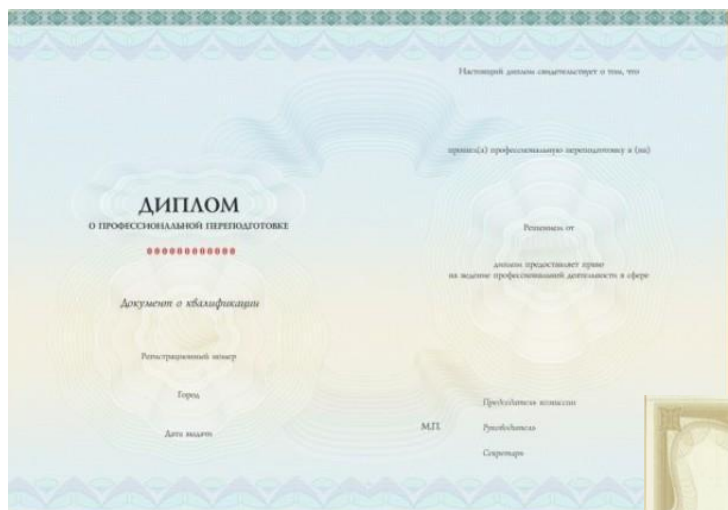 ДИПЛОМ
О ПРОФЕССИОНАЛЬНОЙ ПЕРЕПОДГОТОВКЕ
000000000000
Документ о квалификации
Регистрационный номер
Город
Дата выдачи
Настоящий диплом свидетельствует о том, что
прошел(а) профессиональную переподготовку в (на)
Решением от
диплом предоставляет право
на ведение профессиональной деятельности в сфере
Председатель комиссии
М.П. Руководитель
Секретарь